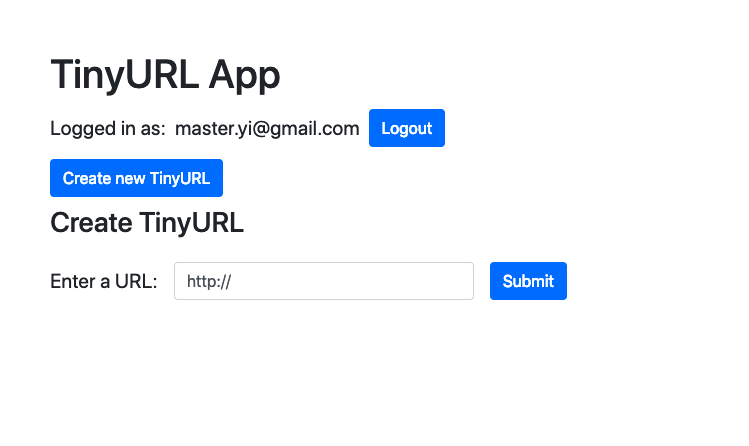 TinyURL App
Logged in as: master.yi@gmail.com Logout
Create new TinyURL
Create TinyURL
Enter a URL: http:// Submit